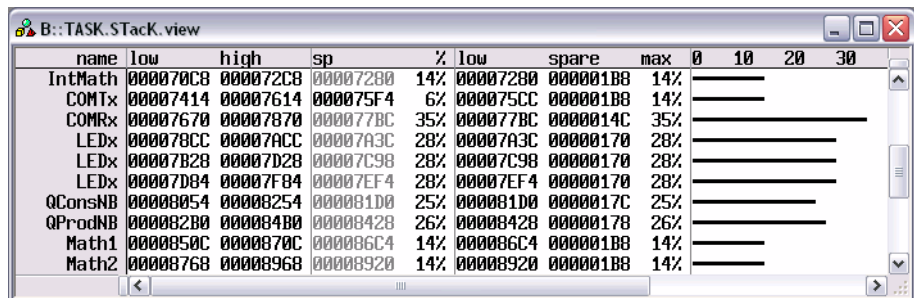 B::TASK.STacK.view
name low high sp % low spare max 0 10 20 30
IntMath 000070C8 000072C8 00007280 14% 00007280 000001B8 14%
COMTx 00007414 00007614 000075F4 6% 000075CC 000001B8 14%
COMRx 00007670 00007870 000077BC 35% 000077BC 0000014C 35%
LEDx 000078CC 00007ACC 00007A3C 28% 00007A3C 00000170 28%
LEDx 00007B28 00007D28 00007C98 28% 00007C98 00000170 28%
LEDx 00007D84 00007F84 00007EF4 28% 00007EF4 00000170 28%
QConsNB 00008054 00008254 000081D0 25% 000081D0 0000017C 25%
QProdNB 000082B0 000084B0 00008428 26% 00008428 00000178 26%
Math1 0000850C 0000870C 000086C4 14% 000086C4 000001B8 14%
Math2 00008768 00008968 00008920 14% 00008920 000001B8 14%